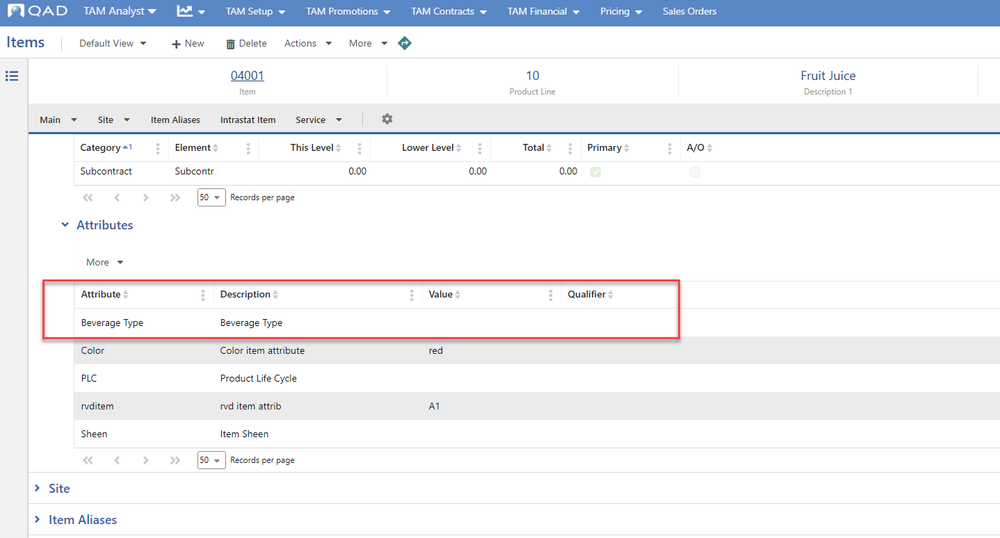 QAD TAM Analyst TAM Setup TAM Promotions TAM Contracts TAM Financial Pricing Sales Orders
Items Default View New Delete Actions More
04001 10 Fruit Juice
Item Product Line Description 1
Main Site Item Aliases Intrastat Item Service
Category 1 Element This Level Lower Level Total Primary A/O
Subcontract Subcontr 0.00 0.00 0.00
50 Records per page
Attributes
More
Attribute Description Value Qualifier
Beverage Type Beverage Type
Color Color item attribute red
PLC Product Life Cycle
rvditem rvd item attrib A1
Sheen Item Sheen
50 Records per page
Site
Item Aliases